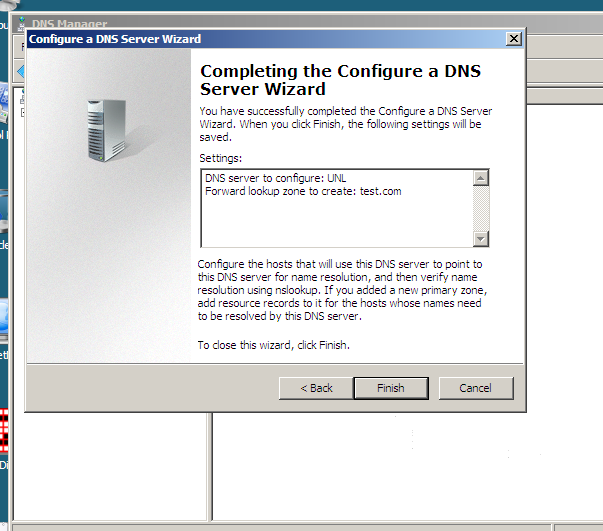 DNS Manager
Configure a DNS Server Wizard
Completing the Configure a DNS
Server Wizard
You have successfully completed the Configure a DNS Server
Wizard. When you click Finish, the following settings will be
saved.
Settings:
DNS server to configure: UNL
Forward lookup zone to create: test.com
Configure the hosts that will use this DNS server to point to
this DNS server for name resolution, and then verify name
resolution using nslookup. If you added a new primary zone,
add resource records to it for the hosts whose names need
to be resolved by this DNS server.
To close this wizard, click Finish.
< Back
Finish
Cancel